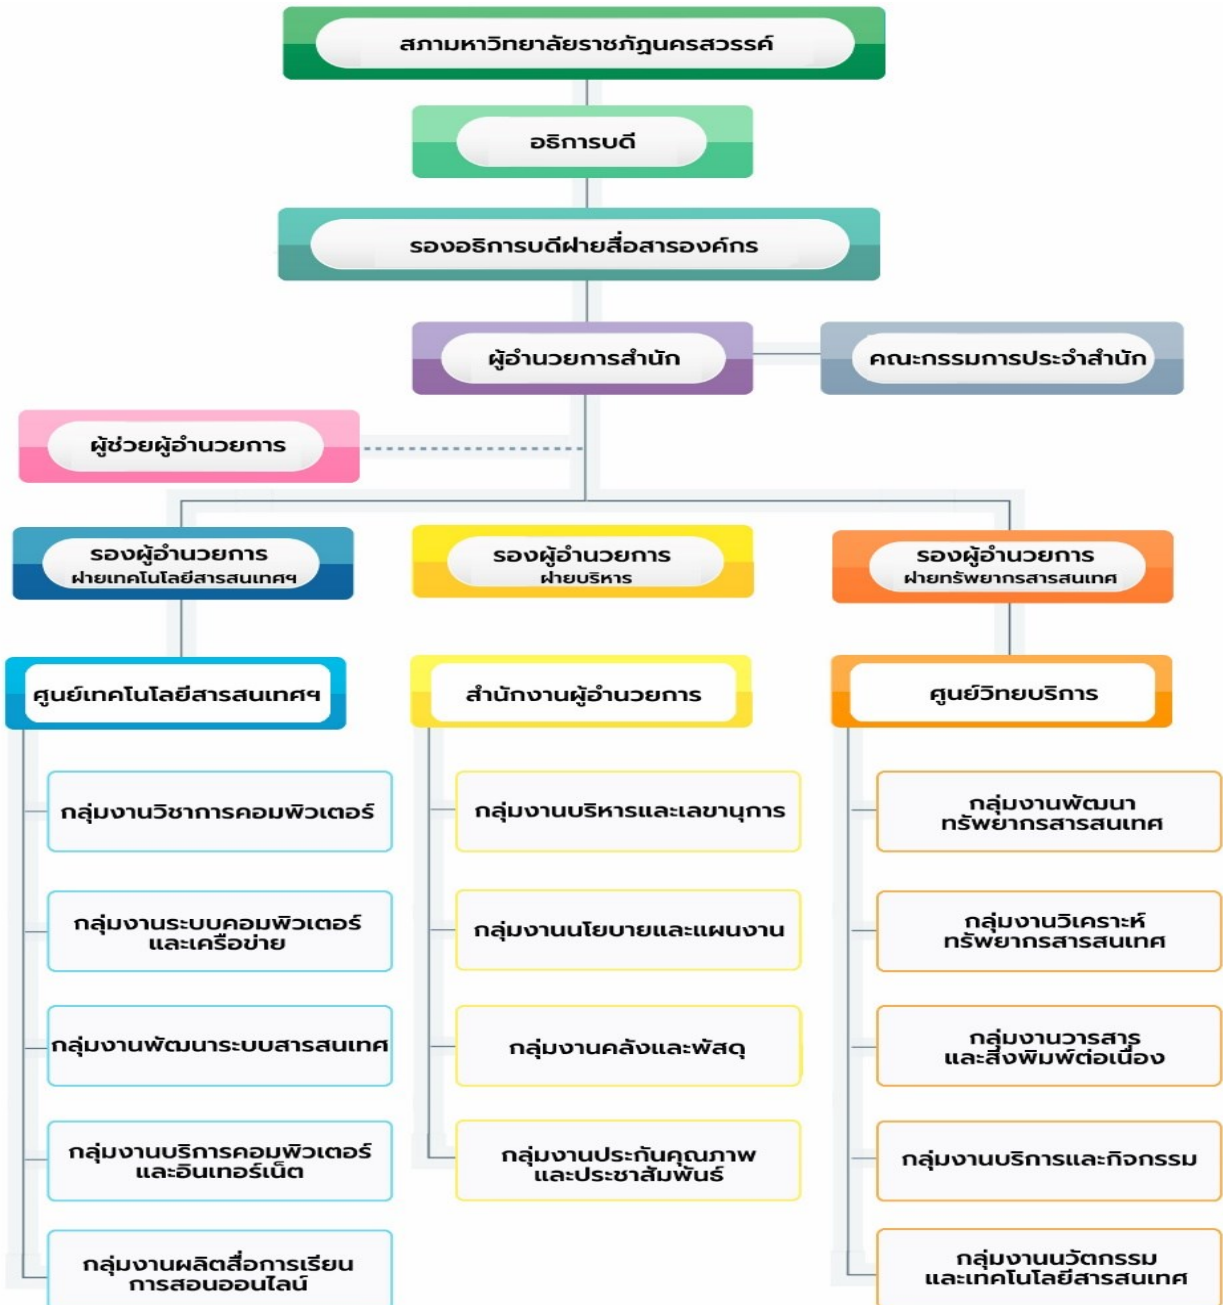 สภามหาวิทยาลัยราชภัฏนครสวรรค์
อธิการบดี
รองอธิการบดีฝ่ายสื่อสารองค์กร
ผู้อำนวยการสำนัก
คณะกรรมการประจำสำนัก
ผู้ช่วยผู้อำนวยการ
รองผู้อำนวยการ
ฝ่ายเทคโนโลยีสารสนเทศฯ
รองผู้อำนวยการ
ฝ่ายบริหาร
รองผู้อำนวยการ
ฝ่ายทรัพยากรสารสนเทศ
ศูนย์เทคโนโลยีสารสนเทศฯ
สำนักงานผู้อำนวยการ
ศูนย์วิทยบริการ
กลุ่มงานวิชาการคอมพิวเตอร์
กลุ่มงานระบบคอมพิวเตอร์
และเครือข่าย
กลุ่มงานพัฒนาระบบสารสนเทศ
กลุ่มงานบริการคอมพิวเตอร์
และอินเทอร์เน็ต
กลุ่มงานผลิตสื่อการเรียน
การสอนออนไลน์
กลุ่มงานบริหารและเลขานุการ
กลุ่มงานนโยบายและแผนงาน
กลุ่มงานคลังและพัสดุ
กลุ่มงานประกันคุณภาพ
และประชาสัมพันธ์
กลุ่มงานพัฒนา
ทรัพยากรสารสนเทศ
กลุ่มงานวิเคราะห์
ทรัพยากรสารสนเทศ
กลุ่มงานวารสาร
และสิ่งพิมพ์ต่อเนื่อง
กลุ่มงานบริการและกิจกรรม
กลุ่มงานนวัตกรรม
และเทคโนโลยีสารสนเทศ